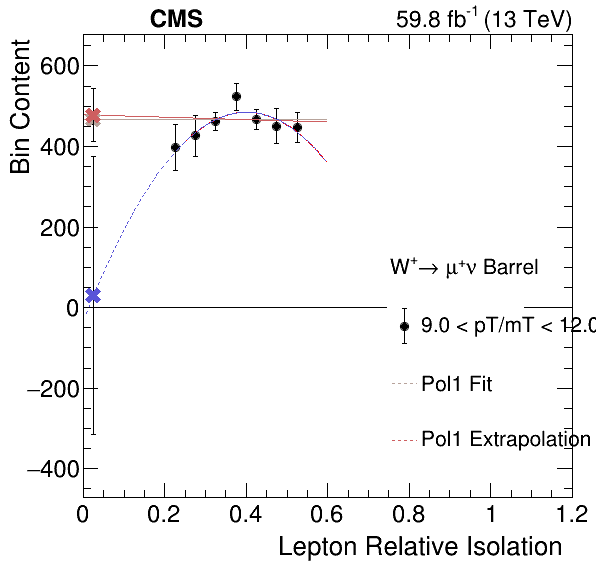 CMS 59.8 fb⁻¹ (13 TeV)
Bin Content
600
400
200
0
−200
−400
W⁺→ μ⁺ν Barrel
9.0 < pT/mT < 12.0
Pol1 Fit
Pol1 Extrapolation
0 0.2 0.4 0.6 0.8 1 1.2
Lepton Relative Isolation